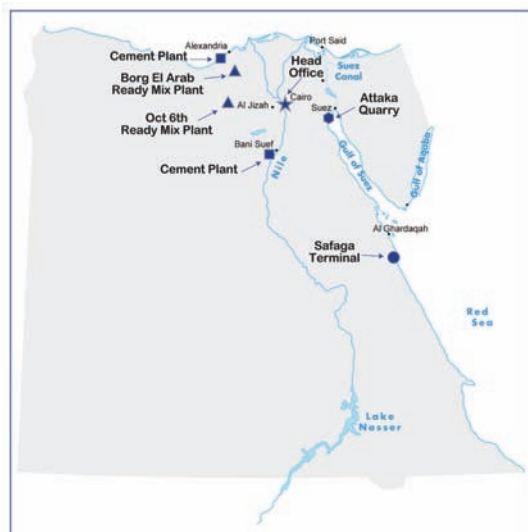 Alexandria
Port Said
Cement Plant
Suez
Canal
Head
Office
Borg El Arab
Ready Mix Plant
Cairo
Attaka
Quarry
Oct 6th
Ready Mix Plant
Al Jizah
Suez
Bani Suef
Cement Plant
Nile
Gulf of Suez
Gulf of Aqaba
Al Ghardaqah
Safaga
Terminal
Red
Sea
Lake
Nasser